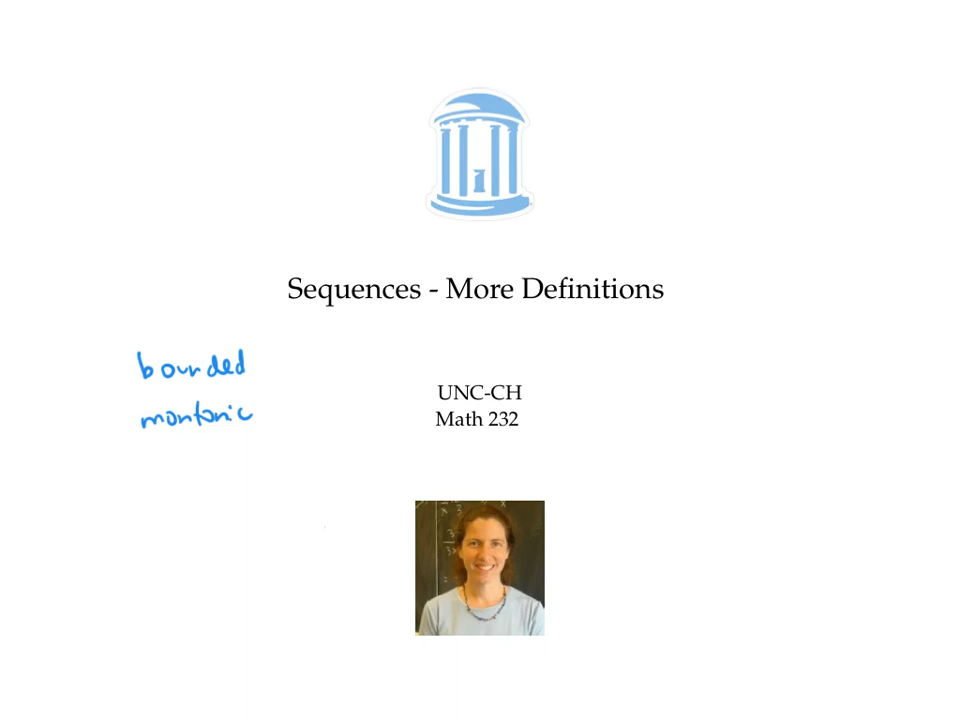 Sequences - More Definitions
bounded
montonic
UNC-CH
Math 232